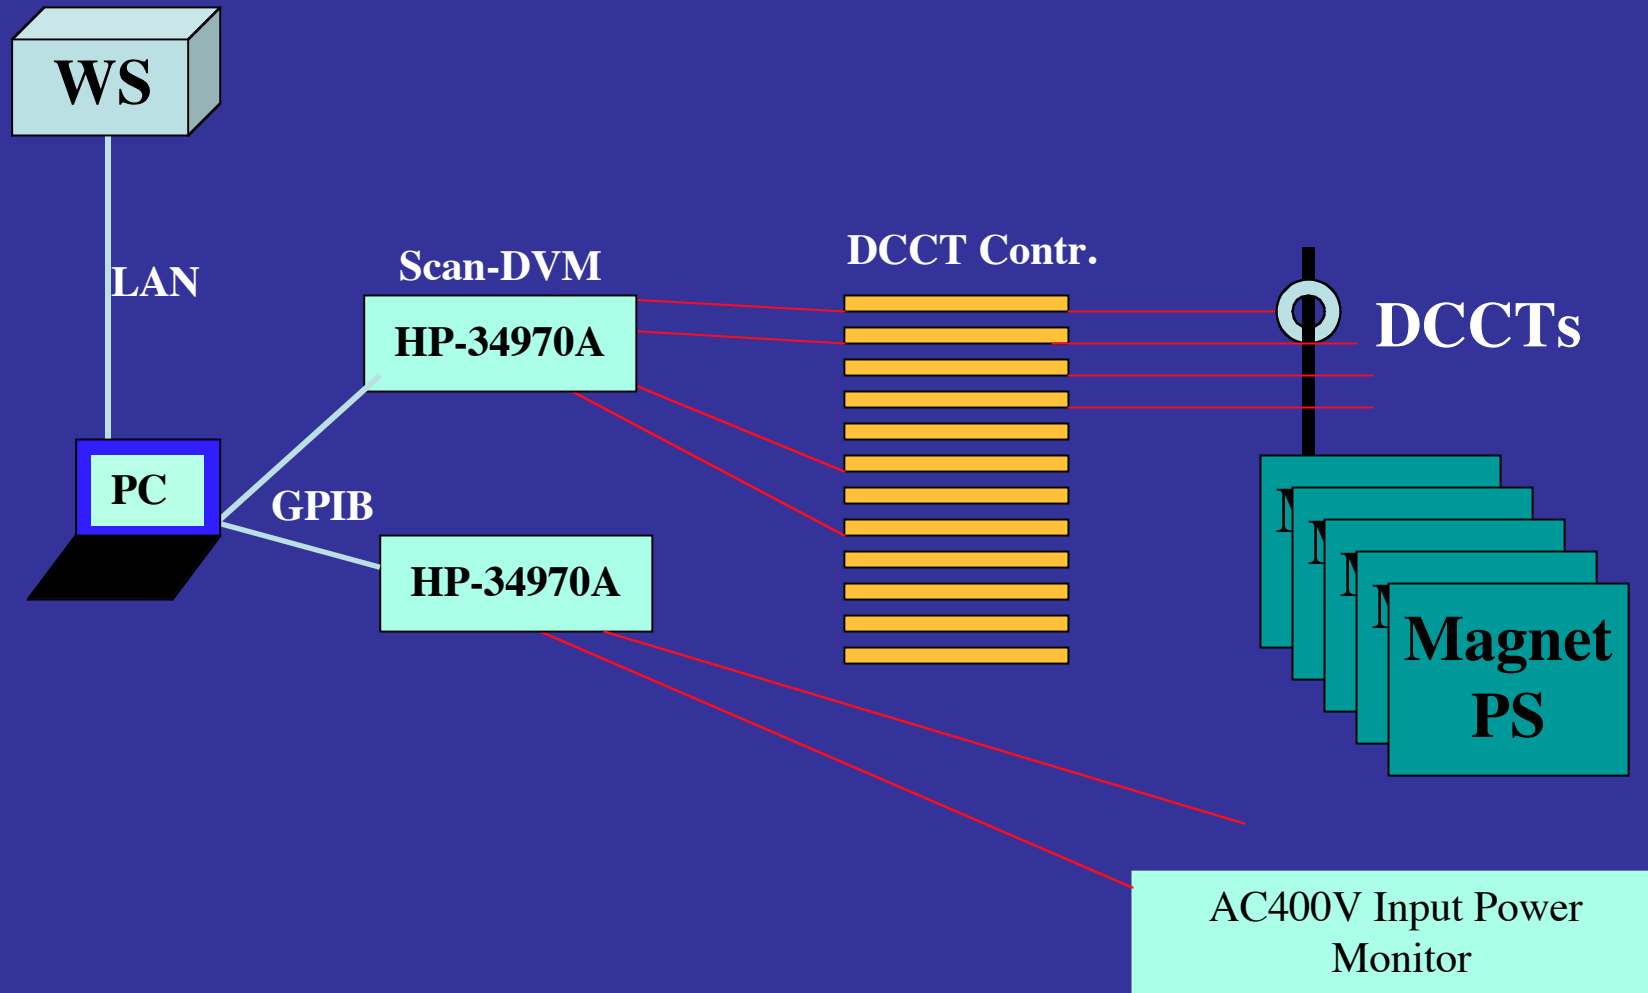 WS
LAN
Scan-DVM
HP-34970A
DCCT Contr.
DCCTs
PC
GPIB
HP-34970A
M
M
M
M
Magnet
PS
AC400V Input Power
Monitor